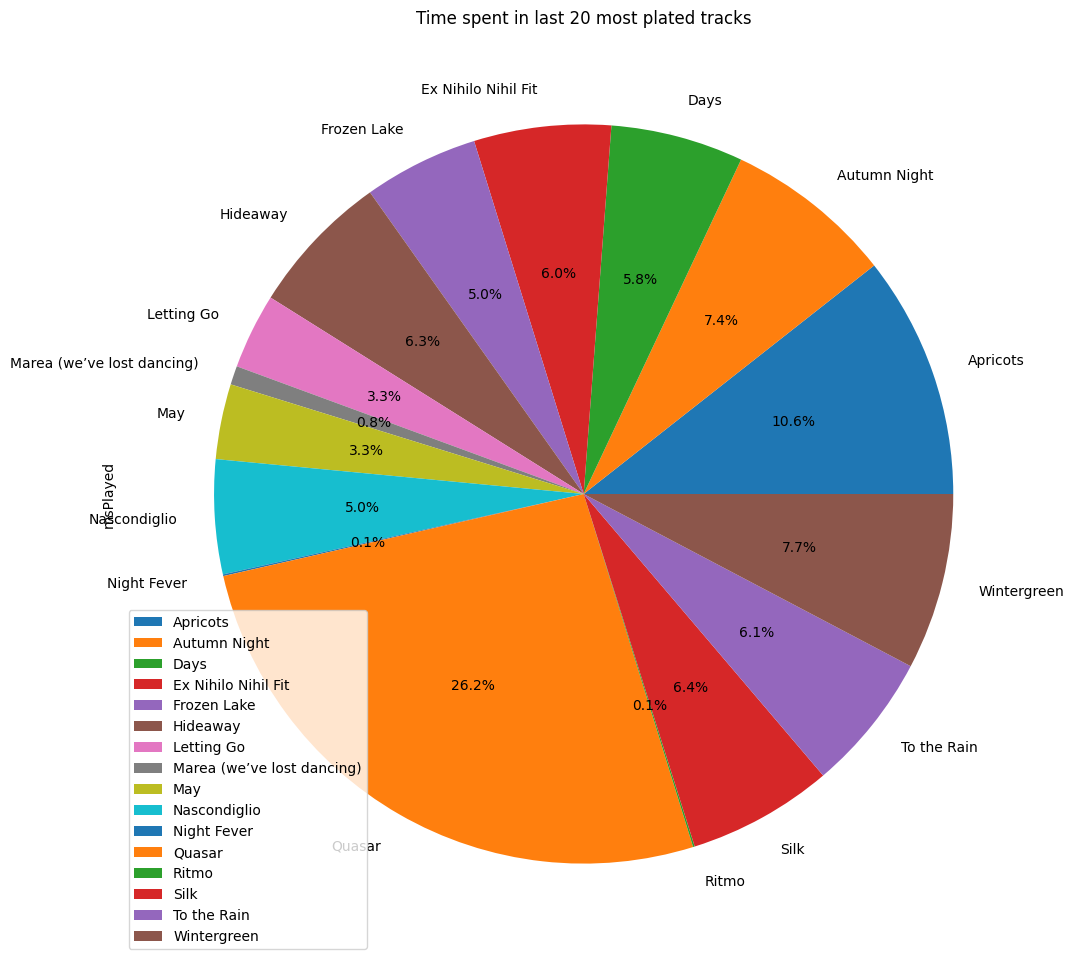 Time spent in last 20 most plated tracks
Ex Nihilo Nihil Fit
Days
Frozen Lake
Autumn Night
Hideaway
Letting Go
Apricots
Marea (we’ve lost dancing)
May
msPlayed
Nascondiglio
Night Fever
Wintergreen
To the Rain
Quasar
Silk
Ritmo
6.0%
5.8%
5.0%
7.4%
6.3%
3.3%
0.8%
10.6%
3.3%
5.0%
0.1%
7.7%
6.1%
26.2%
6.4%
0.1%
Apricots
Autumn Night
Days
Ex Nihilo Nihil Fit
Frozen Lake
Hideaway
Letting Go
Marea (we’ve lost dancing)
May
Nascondiglio
Night Fever
Quasar
Ritmo
Silk
To the Rain
Wintergreen